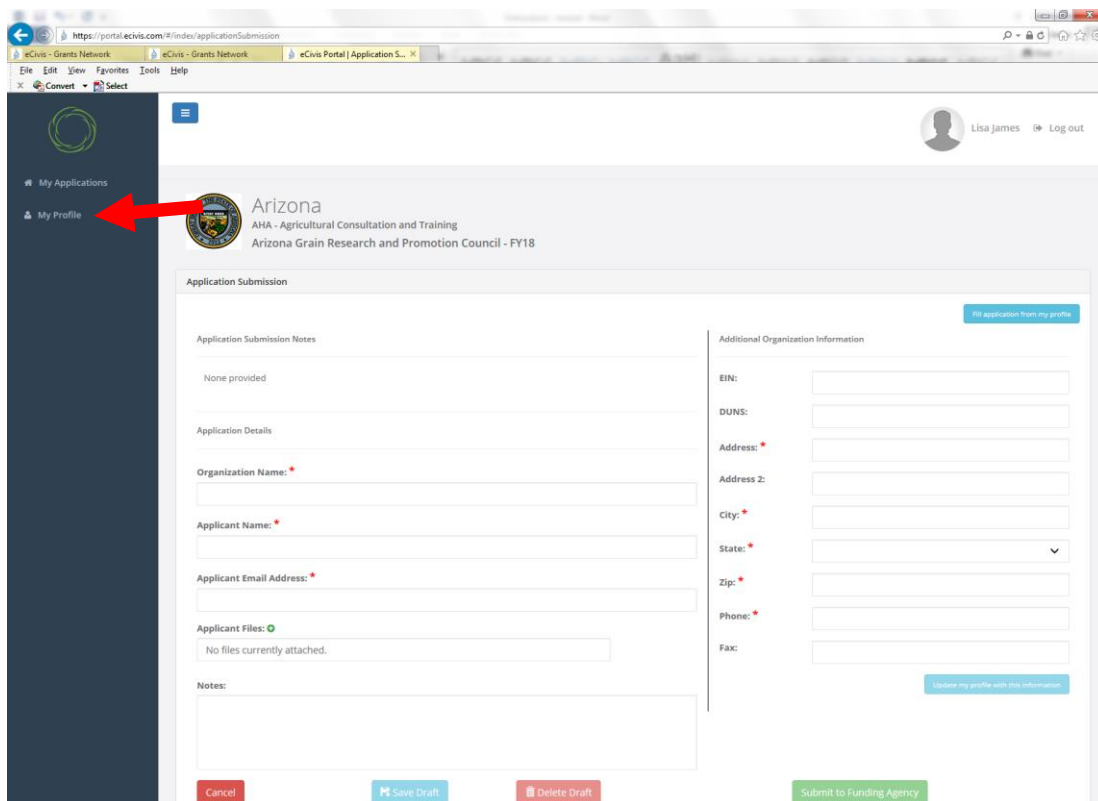 https://portal.ecivis.com/#/index/applicationSubmission
eCivis - Grants Network
eCivis - Grants Network
eCivis Portal | Application S... ×
File Edit View Favorites Tools Help
× Convert Select
Lisa James Log out
My Applications
My Profile
Arizona
AHA - Agricultural Consultation and Training
Arizona Grain Research and Promotion Council - FY18
Application Submission
Fill application from my profile
Application Submission Notes
None provided
Application Details
Organization Name: *
Applicant Name: *
Applicant Email Address: *
Applicant Files:
No files currently attached.
Notes:
Additional Organization Information
EIN:
DUNS:
Address: *
Address 2:
City: *
State: *
Zip: *
Phone: *
Fax:
Update my profile with this information
Cancel
Save Draft
Delete Draft
Submit to Funding Agency